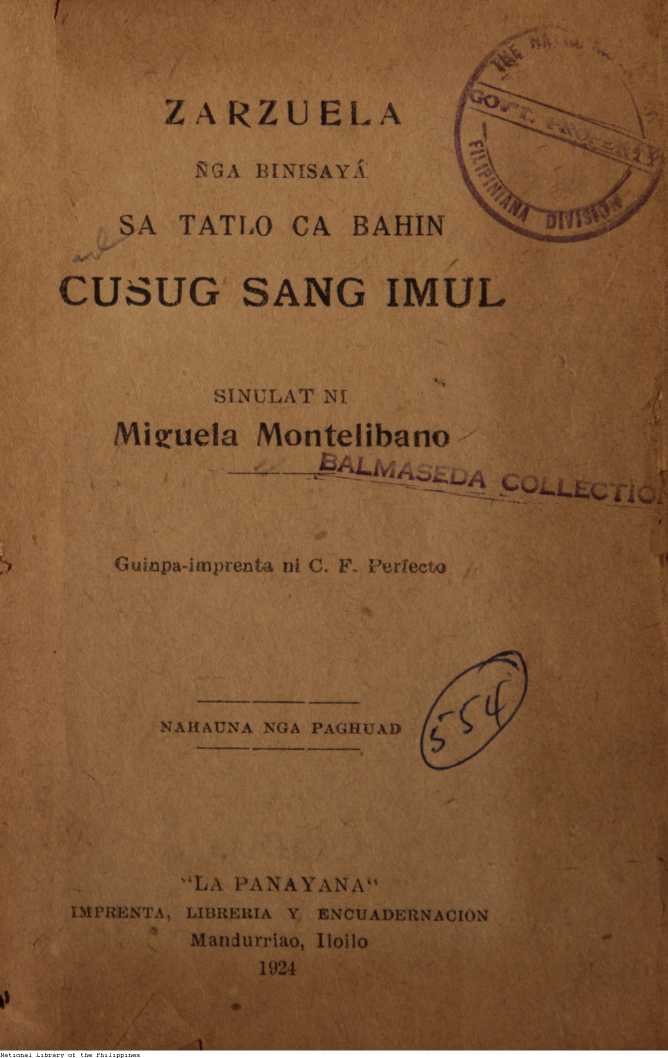 ZARZUELA
ÑGA BINISAYÁ
SA TATLO CA BAHIN
CUSUG SANG IMUL
SINULAT NI
Miguela Montelibano
BALMASEDA COLLECTION
Guinpa-imprenta ni C. F. Perfecto
554
NAHAUNA NGA PAGHUAD
"LA PANAYANA"
IMPRENTA, LIBRERIA Y ENCUADERNACION
Mandurriao, Iloilo
1924
THE
GOV'T. PROPERTY
FILIPINIANA DIVISION
National Library of the Philippines